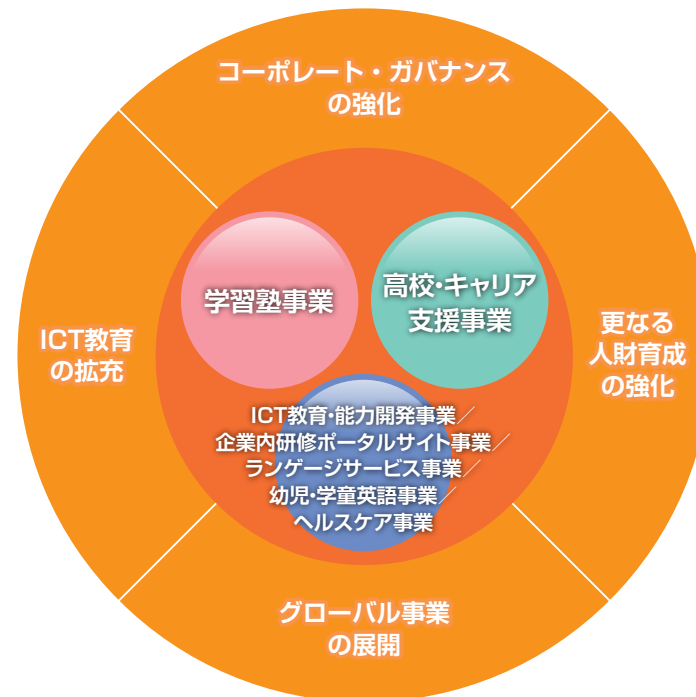 コーポレート・ガバナンス
の強化
学習塾事業
高校・キャリア
支援事業
ICT教育
の拡充
更なる
人財育成
の強化
ICT教育・能力開発事業／
企業内研修ポータルサイト事業／
ランゲージサービス事業／
幼児・学童英語事業／
ヘルスケア事業
グローバル事業
の展開